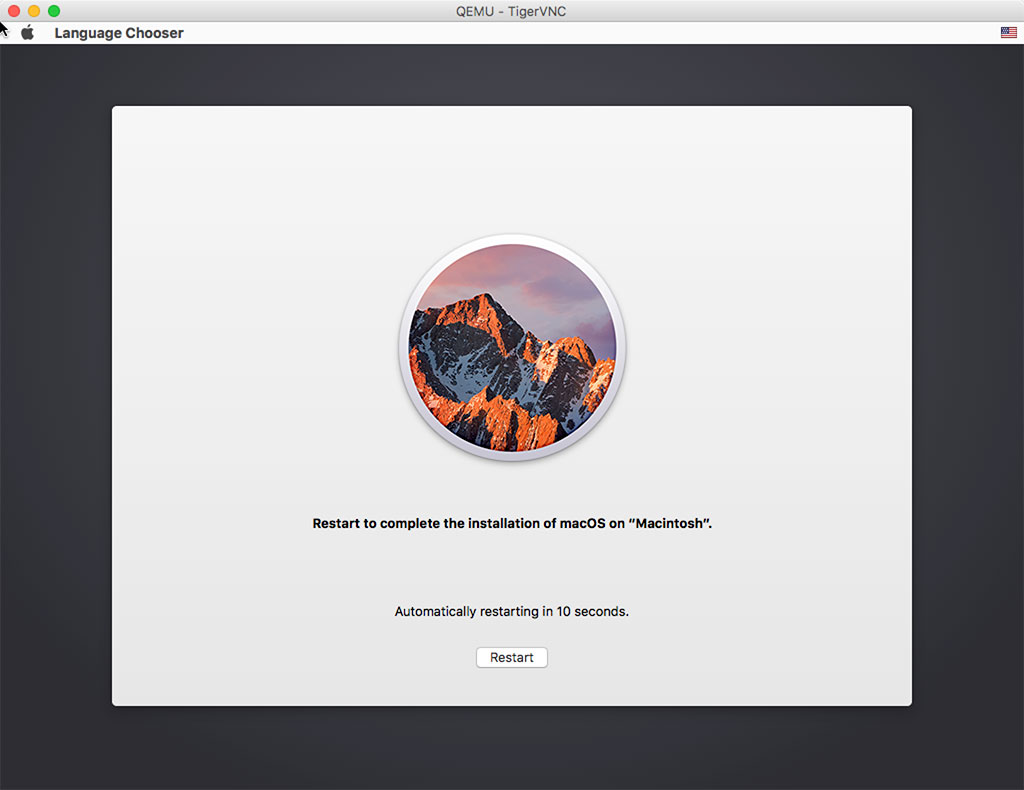 QEMU - TigerVNC
Language Chooser
Restart to complete the installation of macOS on “Macintosh”.
Automatically restarting in 10 seconds.
Restart